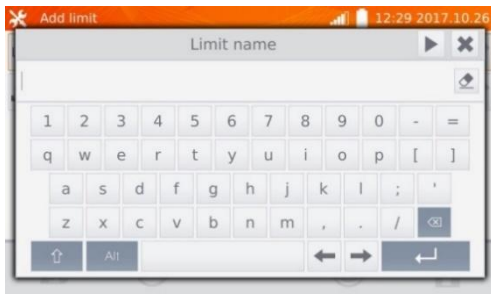 Add limit 12:29 2017.10.26
Limit name
1 2 3 4 5 6 7 8 9 0 - =
q w e r t y u i o p [ ]
a s d f g h j k l ; '
z x c v b n m , . /
Alt